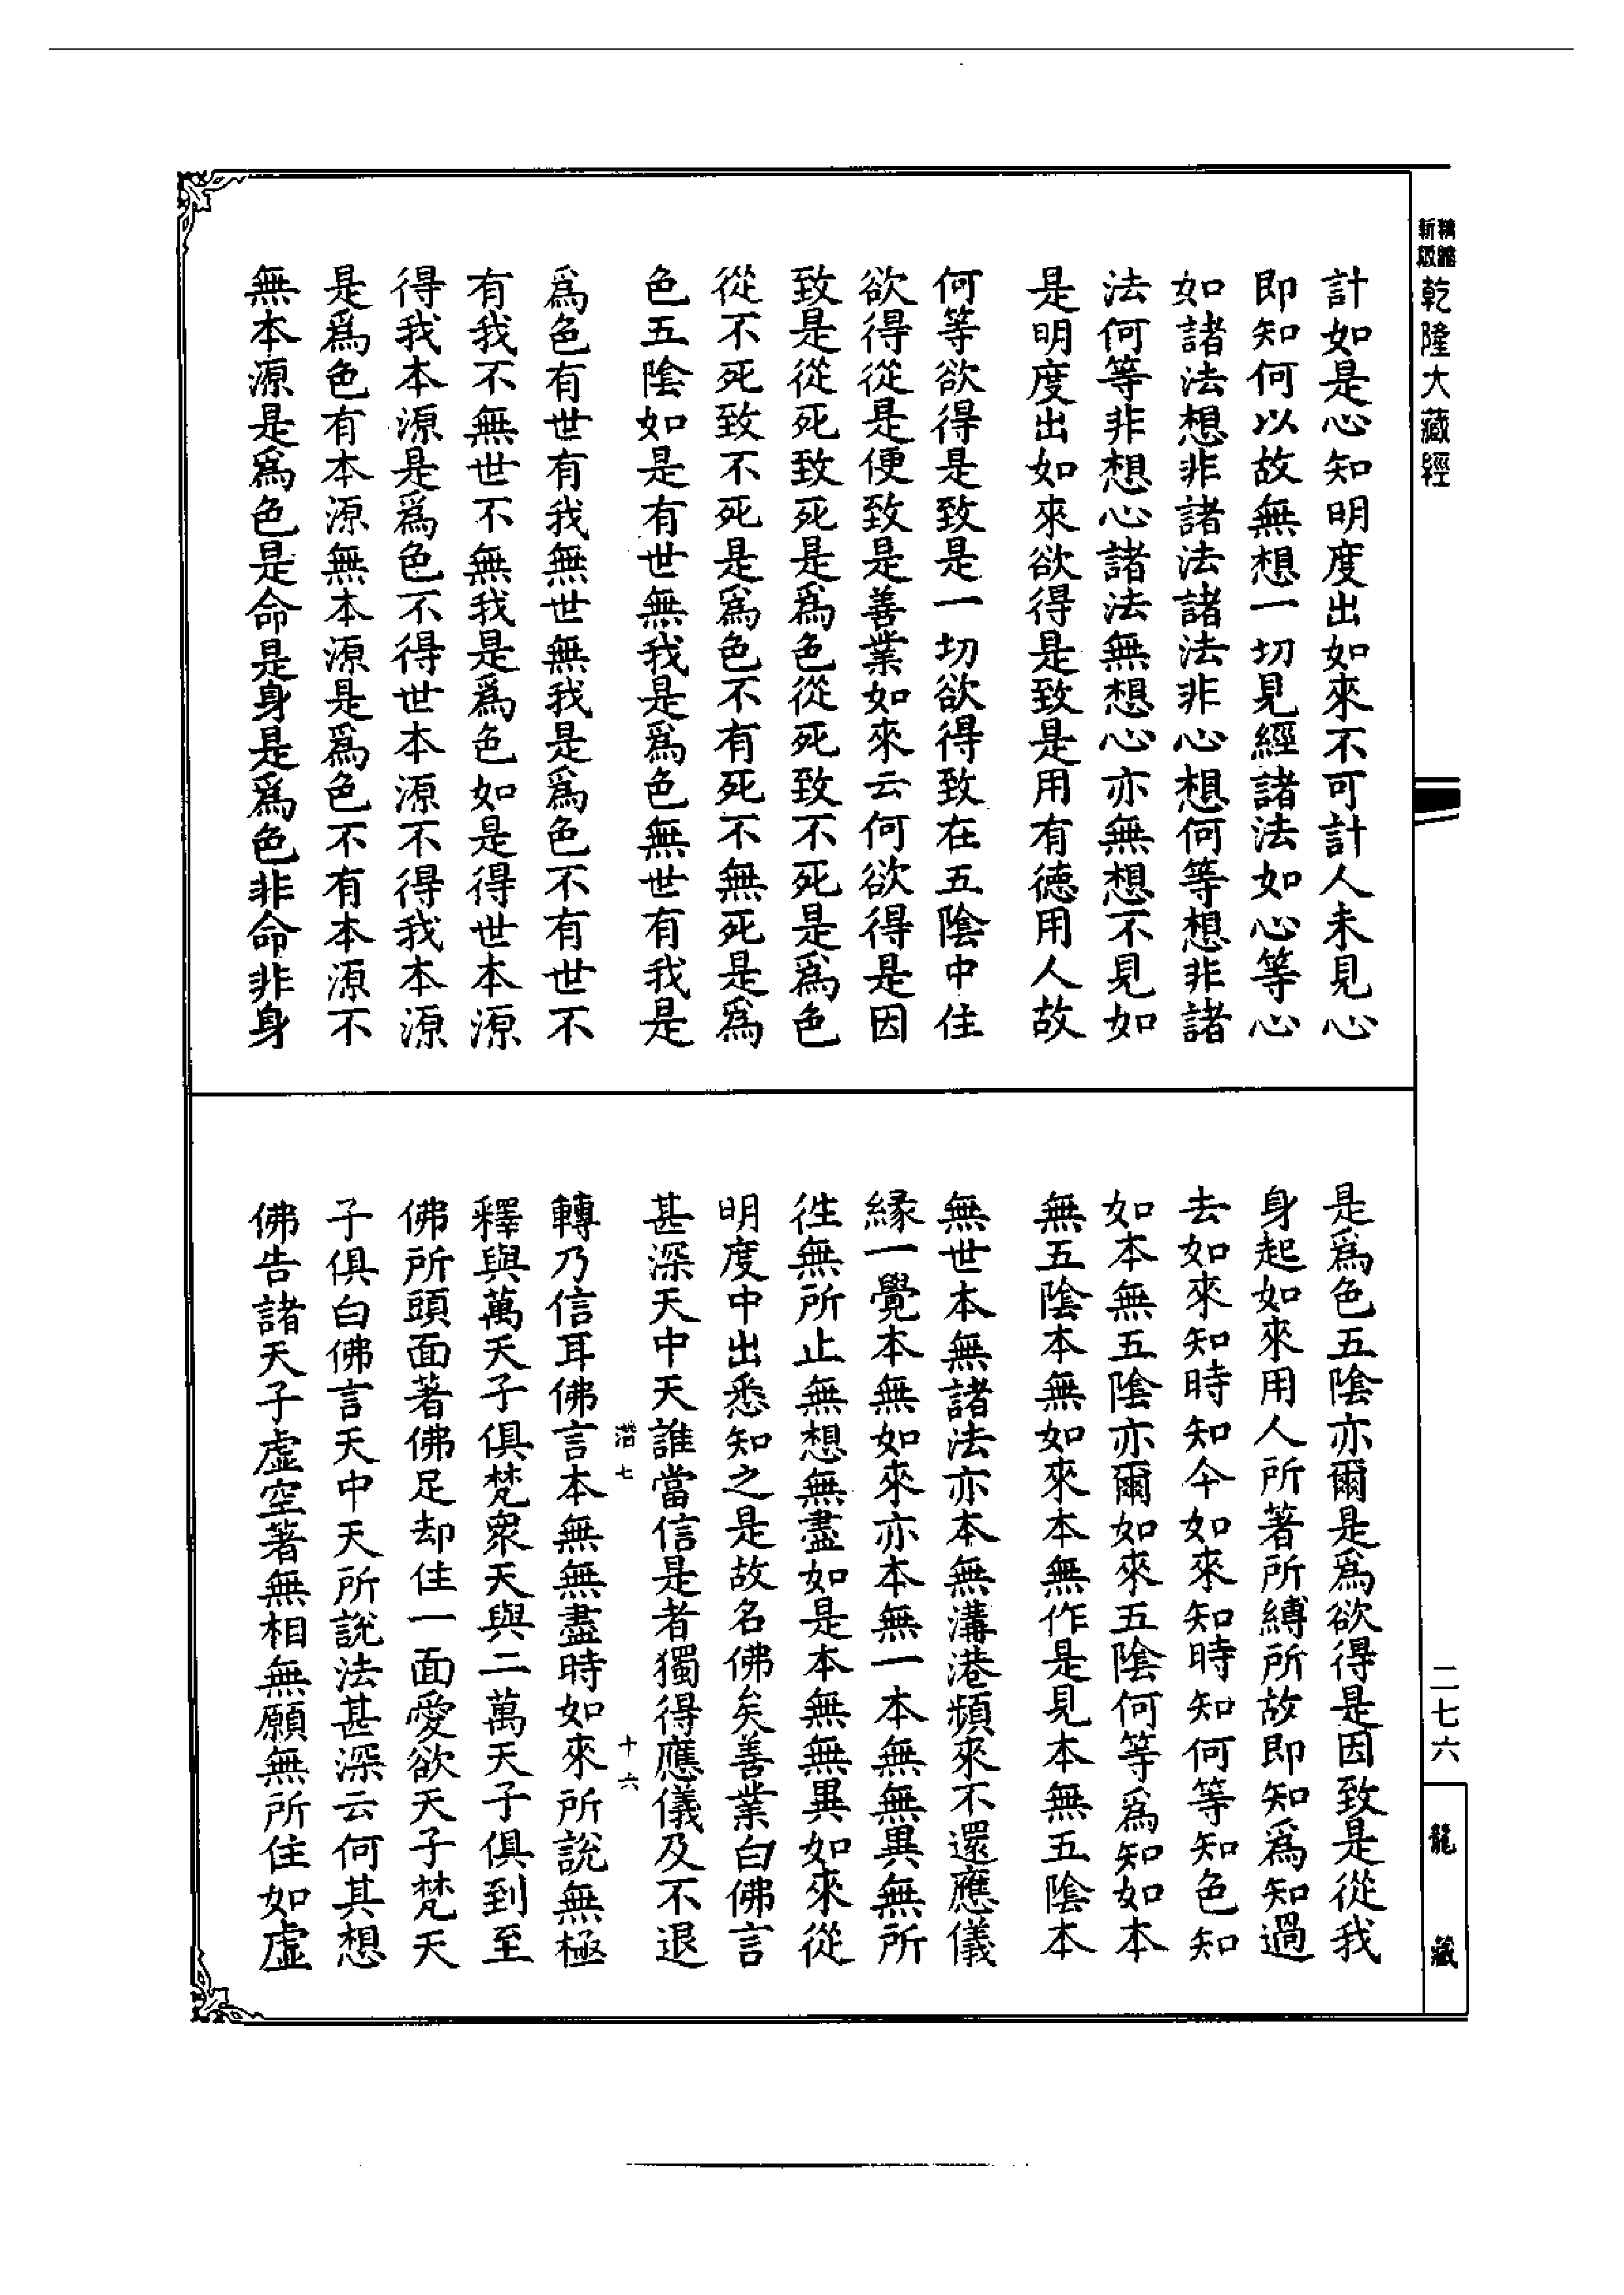 新版
精縮
乾隆大藏經
計如是心知明度出如來不可計人未見心
即知何以故無想一切見經諸法如心等心
如諸法想非諸法諸法非心想何等想非諸
法何等非想心諸法無想心亦無想不見如
是明度出如來欲得是致是用有德用人故
何等欲得是致是一切欲得致在五陰中住
欲得從是便致是善業如來云何欲得是因
致是從死致死是爲色從死致不死是爲色
從不死致不死是爲色不有死不無死是爲
色五陰如是有世無我是爲色無世有我是
爲色有世有我無世無我是爲色不有世不
有我不無世不無我是爲色如是得世本源
得我本源是爲色不得世本源不得我本源
是爲色有本源無本源是爲色不有本源不
無本源是爲色是命是身是爲色非命非身
是爲色五陰亦爾是爲欲得是因致是從我
身起如來用人所著所縛所故即知爲知過
去如來知時知今如來知時知何等知色知
如本無五陰亦爾如來五陰何等爲知如本
無五陰本無如來本無作是見本無五陰本
無世本無諸法亦本無溝港頻來不還應儀
緣一覺本無如來亦本無一本無無異無所
徃無所止無想無盡如是本無無異如來從
明度中出悉知之是故名佛矣善業白佛言
甚深天中天誰當信是者獨得應儀及不退
轉乃信耳佛言本無無盡時如來所說無極
釋與萬天子俱梵衆天與二萬天子俱到至
佛所頭面著佛足却住一面愛欲天子梵天
子俱白佛言天中天所說法甚深云何其想
佛告諸天子虛空著無相無願無所住如虛
七
十六
二七六
龍藏